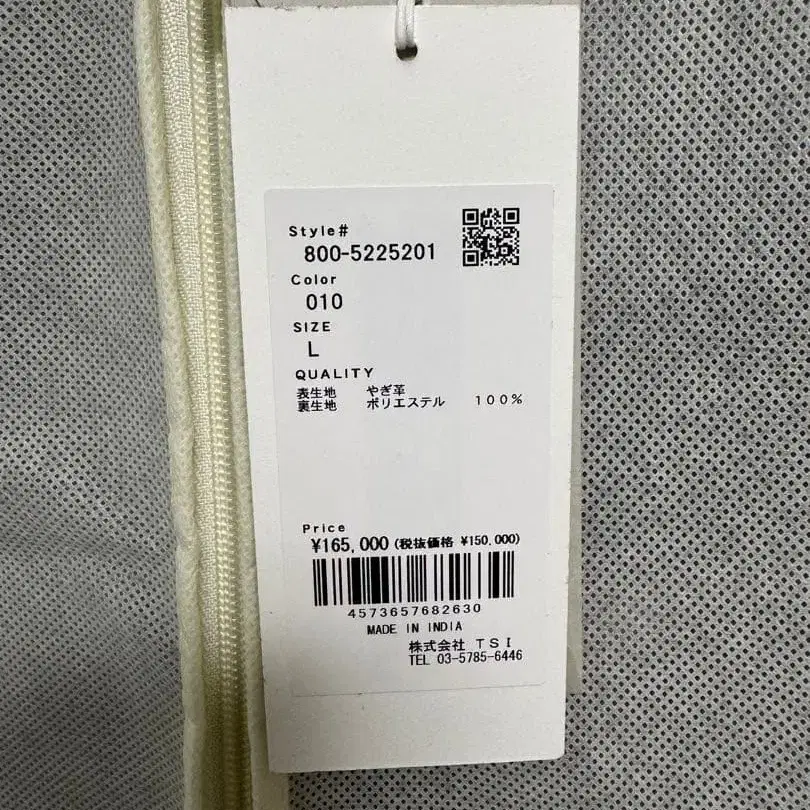 Style#
800-5225201
Color
010
SIZE
L
QUALITY
表生地 やぎ革
裏生地 ポリエステル 100%
Price
¥165,000 (税抜価格 ¥150,000)
4573657682630
MADE IN INDIA
株式会社 TSI
TEL 03-5785-6446